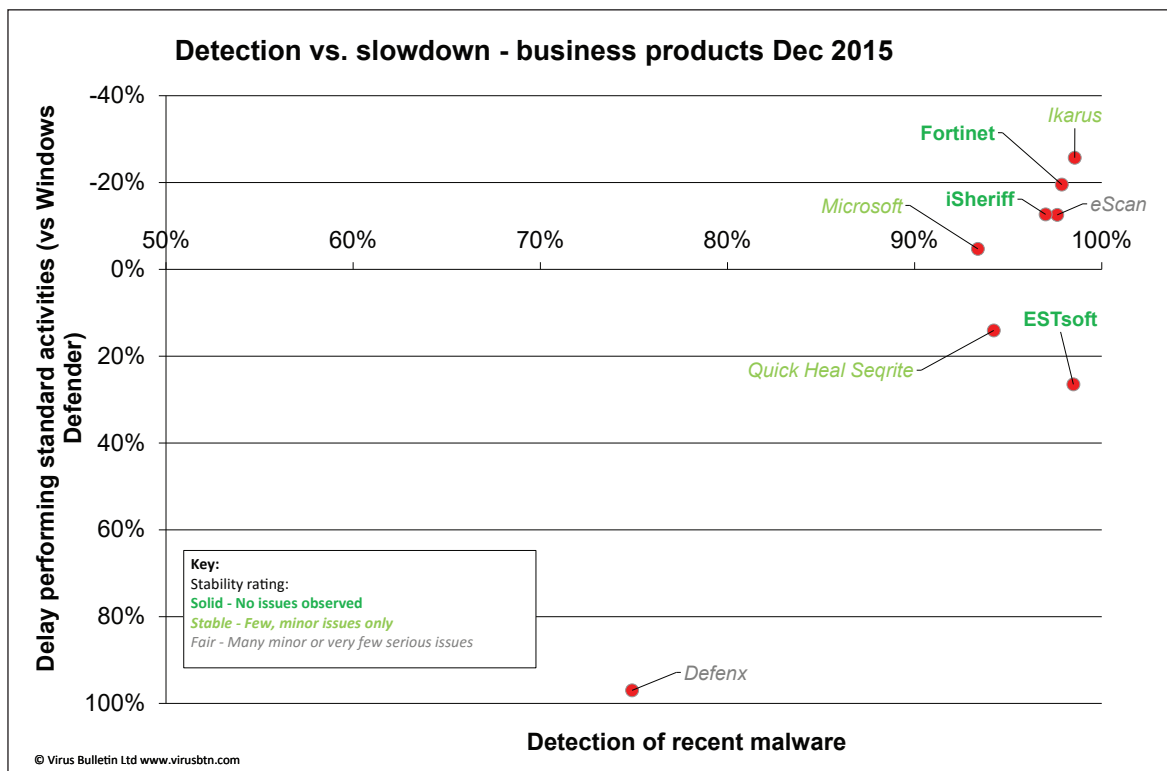 Detection vs. slowdown - business products Dec 2015
Delay performing standard activities (vs Windows
Defender)
-40%
-20%
0%
20%
40%
60%
80%
100%
50%
60%
70%
80%
90%
100%
Ikarus
Fortinet
iSheriff
eScan
Microsoft
ESTsoft
Quick Heal Seqrite
Defenx
Key:
Stability rating:
Solid - No issues observed
Stable - Few, minor issues only
Fair - Many minor or very few serious issues
Detection of recent malware
© Virus Bulletin Ltd www.virusbtn.com